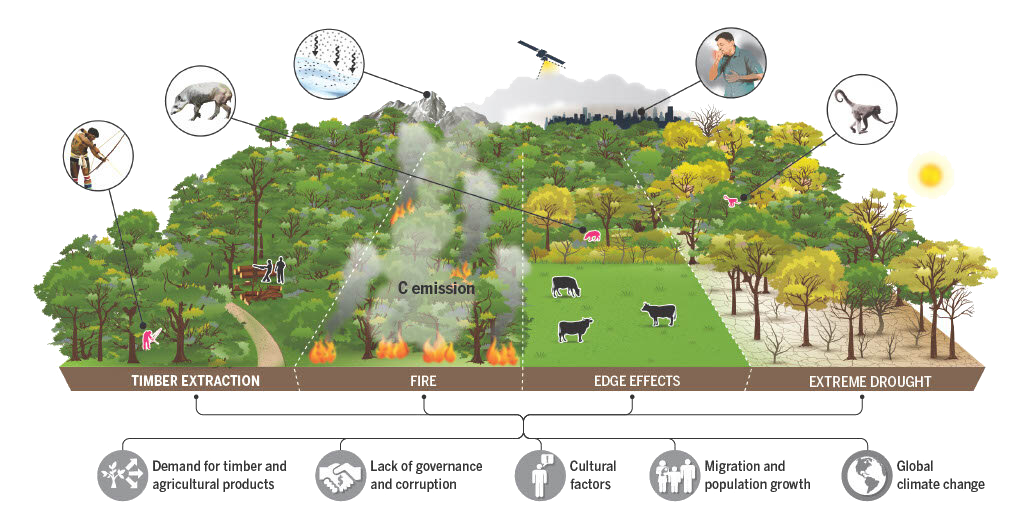 C emission
TIMBER EXTRACTION
FIRE
EDGE EFFECTS
EXTREME DROUGHT
Demand for timber and
agricultural products
Lack of governance
and corruption
!
Cultural
factors
Migration and
population growth
Global
climate change